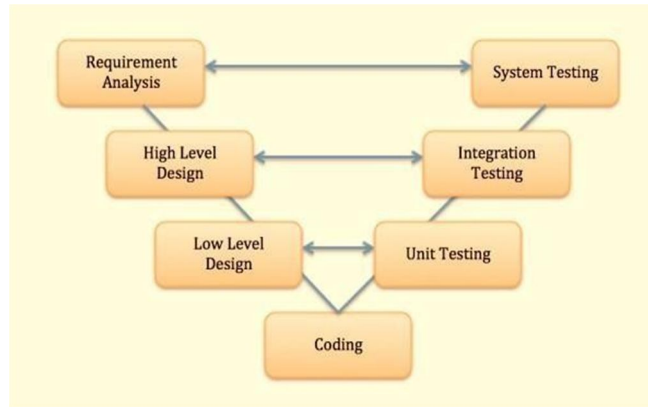 Requirement
Analysis
System Testing
High Level
Design
Integration
Testing
Low Level
Design
Unit Testing
Coding